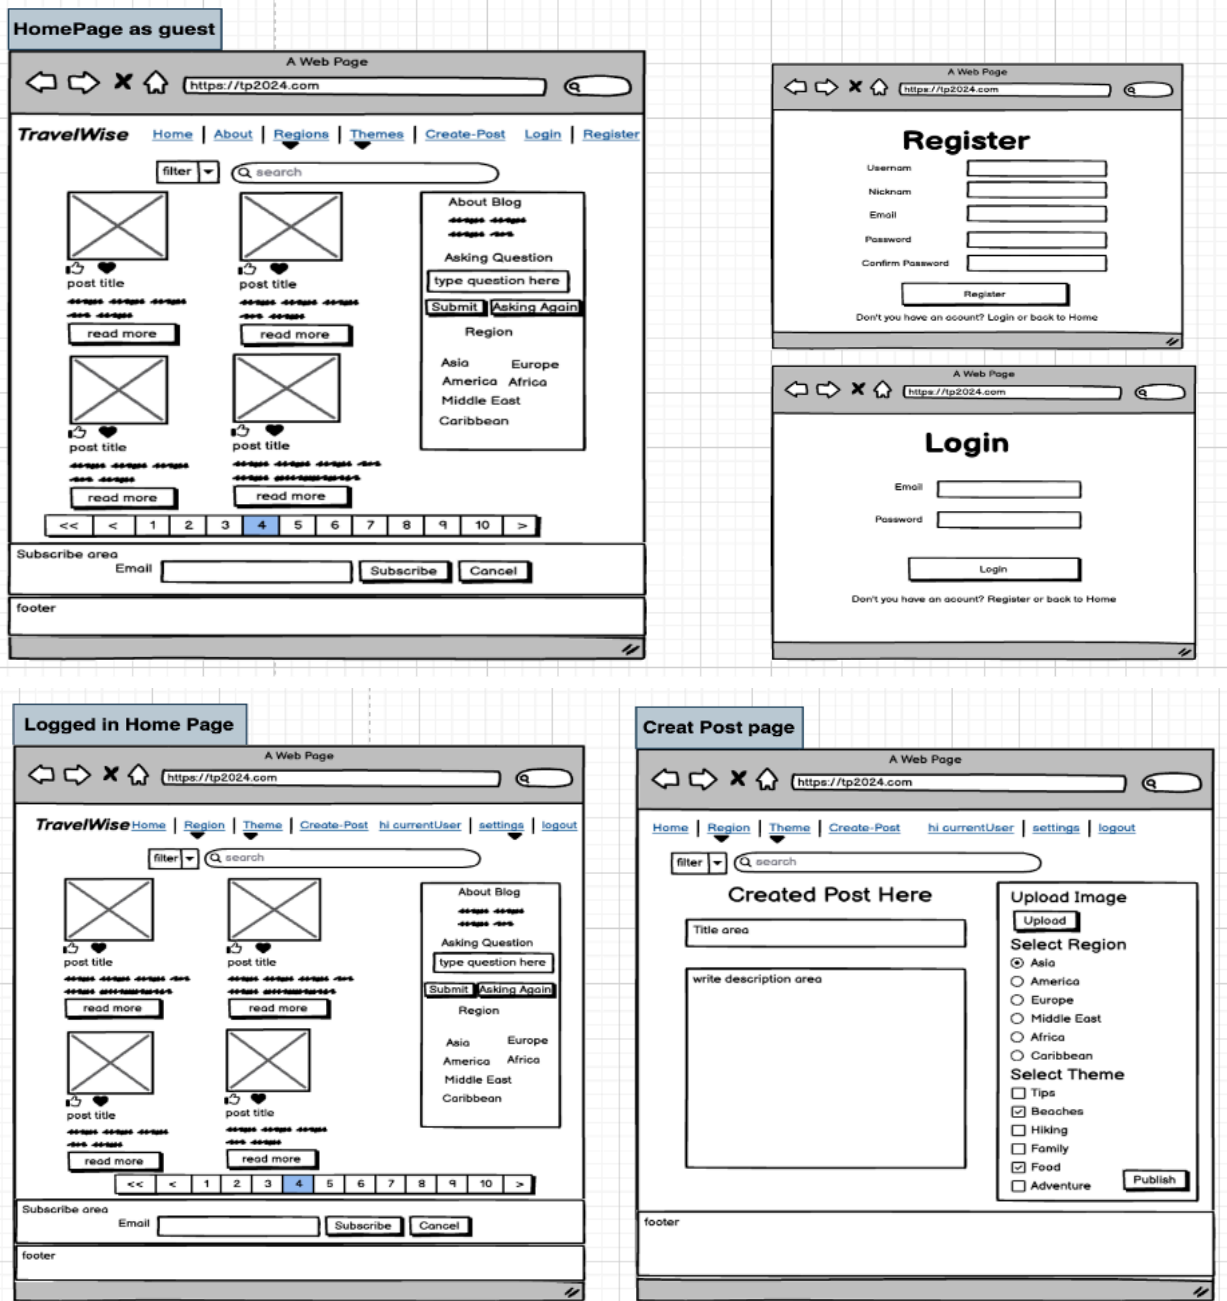 HomePage as guest
A Web Page
https://tp2024.com
TravelWise Home | About | Regions | Themes | Create-Post Login | Register
filter search
About Blog
Asking Question
type question here
Submit Asking Again
Region
Asia Europe
America Africa
Middle East
Caribbean
post title
read more
post title
read more
post title
read more
post title
read more
<< < 1 2 3 4 5 6 7 8 9 10 >
Subscribe area
Email Subscribe Cancel
footer
A Web Page
https://tp2024.com
Register
Usernam
Nicknam
Email
Password
Confirm Password
Register
Don't you have an acount? Login or back to Home
A Web Page
https://tp2024.com
Login
Email
Password
Login
Don't you have an acount? Register or back to Home
Logged in Home Page
A Web Page
https://tp2024.com
TravelWise Home | Region | Theme | Create-Post hi currentUser | settings | logout
filter search
About Blog
Asking Question
type question here
Submit Asking Again
Region
Asia Europe
America Africa
Middle East
Caribbean
post title
read more
post title
read more
post title
read more
post title
read more
<< < 1 2 3 4 5 6 7 8 9 10 >
Subscribe area
Email Subscribe Cancel
footer
Creat Post page
A Web Page
https://tp2024.com
Home | Region | Theme | Create-Post hi currentUser | settings | logout
filter search
Created Post Here
Title area
write description area
Upload Image
Upload
Select Region
Asia
America
Europe
Middle East
Africa
Caribbean
Select Theme
Tips
Beaches
Hiking
Family
Food
Adventure
Publish
footer